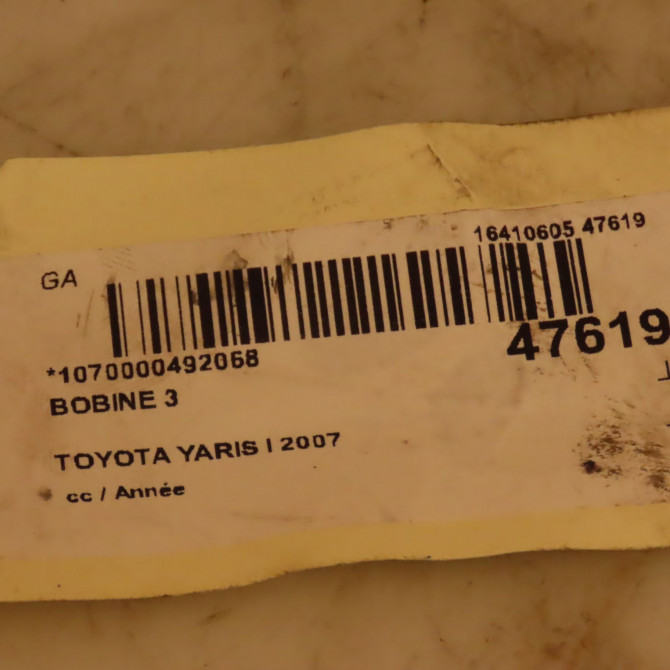 16410605 47619
GA
47619
*1070000492068
BOBINE 3
TOYOTA YARIS I 2007
cc / Année